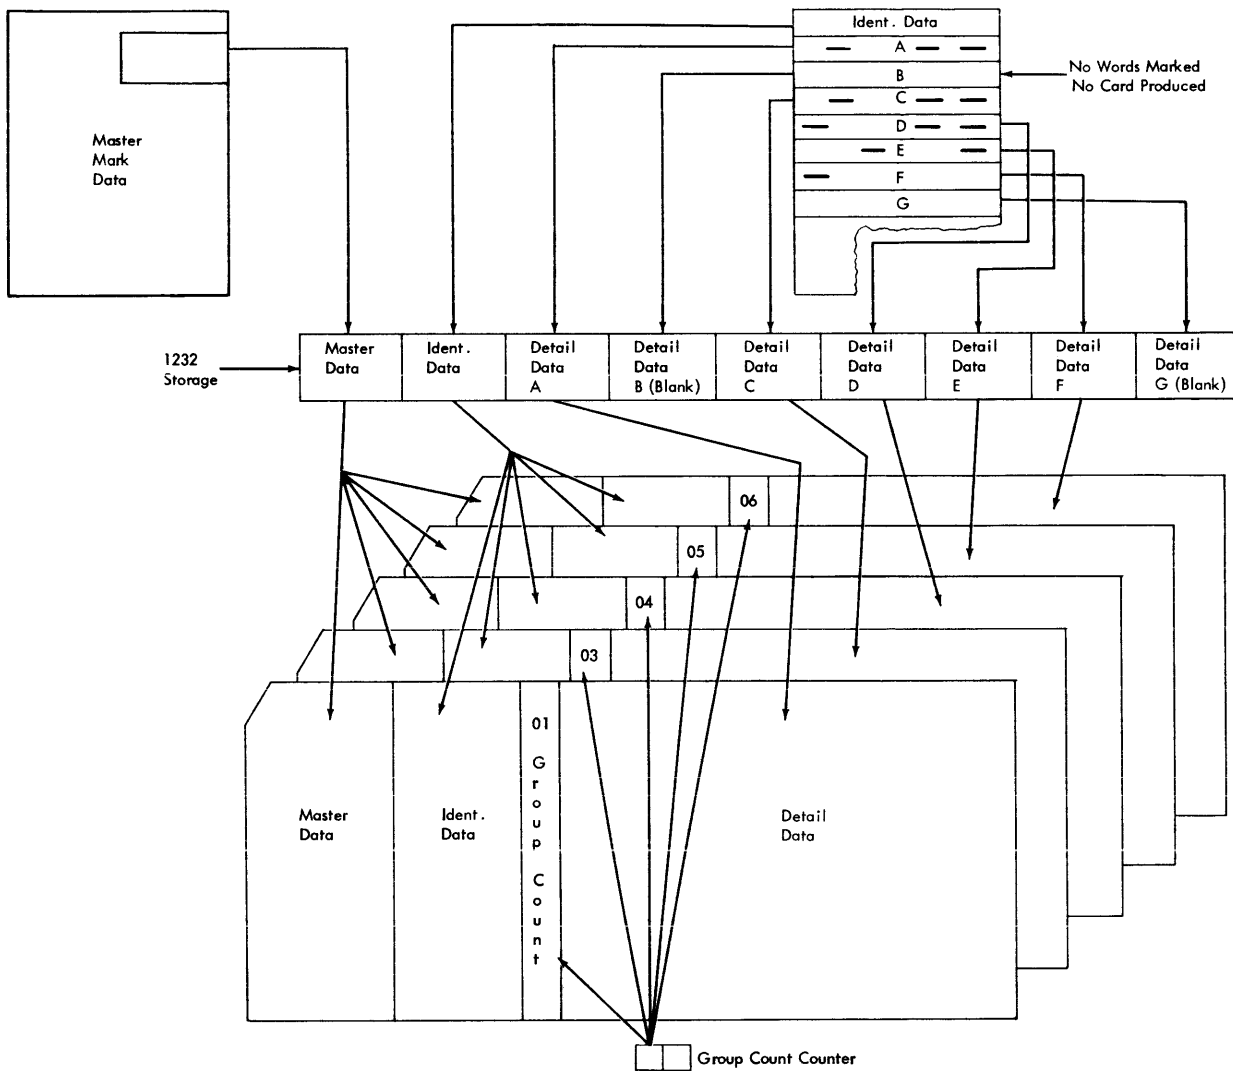 Master
Mark
Data
Ident. Data
A
B
C
D
E
F
G
No Words Marked
No Card Produced
1232
Storage
Master
Data
Ident.
Data
Detail
Data
A
Detail
Data
B (Blank)
Detail
Data
C
Detail
Data
D
Detail
Data
E
Detail
Data
F
Detail
Data
G (Blank)
06
05
04
03
01
Group Count
Master
Data
Ident.
Data
Detail
Data
Group Count Counter